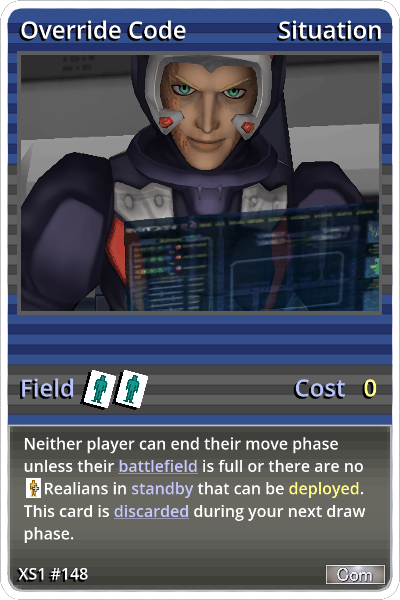 Override Code Situation
Field Cost 0
Neither player can end their move phase
unless their battlefield is full or there are no
Realians in standby that can be deployed.
This card is discarded during your next draw
phase.
XS1 #148 Com